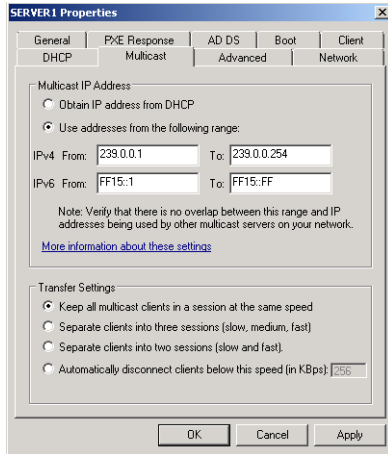 SERVER1 Properties
General PXE Response AD DS Boot Client
DHCP Multicast Advanced Network
Multicast IP Address
Obtain IP address from DHCP
Use addresses from the following range:
IPv4 From: 239.0.0.1 To: 239.0.0.254
IPv6 From: FF15::1 To: FF15::FF
Note: Verify that there is no overlap between this range and IP
addresses being used by other multicast servers on your network.
More information about these settings
Transfer Settings
Keep all multicast clients in a session at the same speed
Separate clients into three sessions (slow, medium, fast)
Separate clients into two sessions (slow and fast).
Automatically disconnect clients below this speed (in KBps): 256
OK Cancel Apply